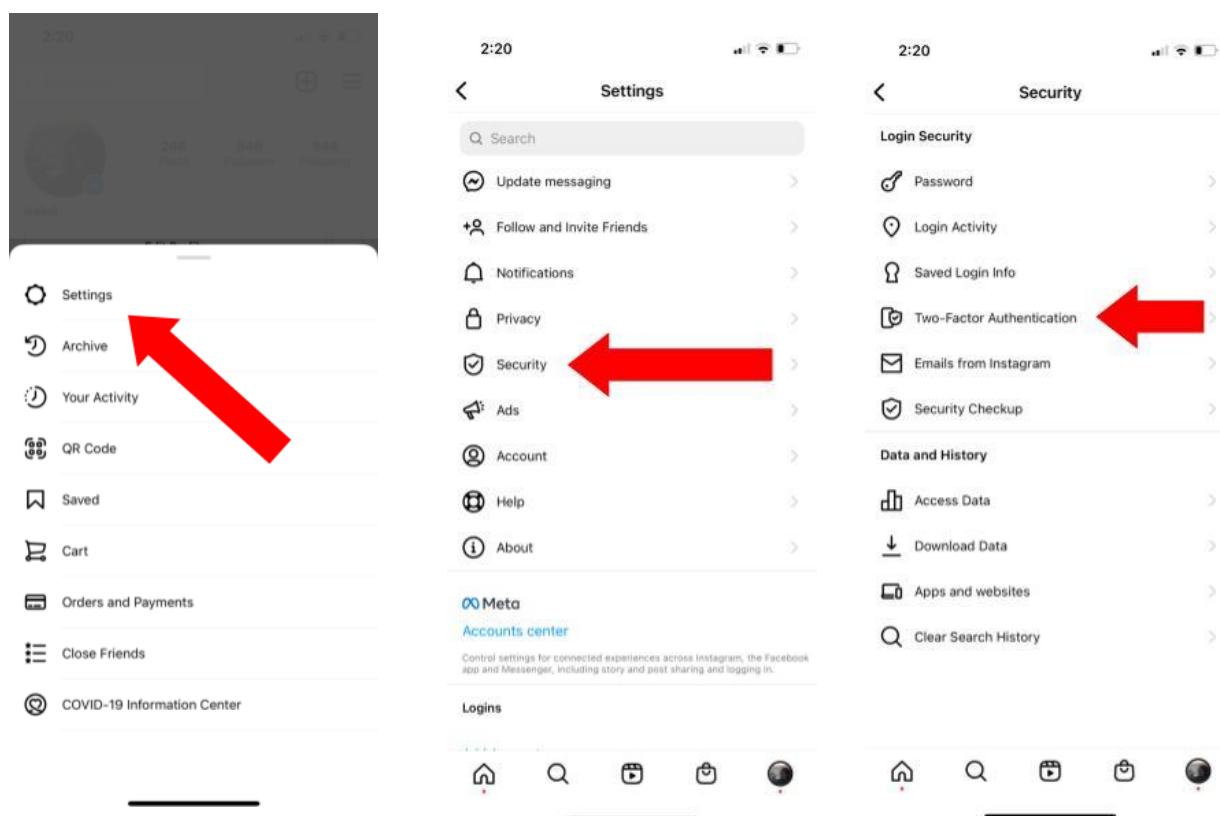 2:20
Settings
Archive
Your Activity
QR Code
Saved
Cart
Orders and Payments
Close Friends
COVID-19 Information Center
2:20
Settings
Search
Update messaging
Follow and Invite Friends
Notifications
Privacy
Security
Ads
Account
Help
About
Meta
Accounts center
Control settings for connected experiences across Instagram, the Facebook
app and Messenger, including story and post sharing and logging in.
Logins
2:20
Security
Login Security
Password
Login Activity
Saved Login Info
Two-Factor Authentication
Emails from Instagram
Security Checkup
Data and History
Access Data
Download Data
Apps and websites
Clear Search History